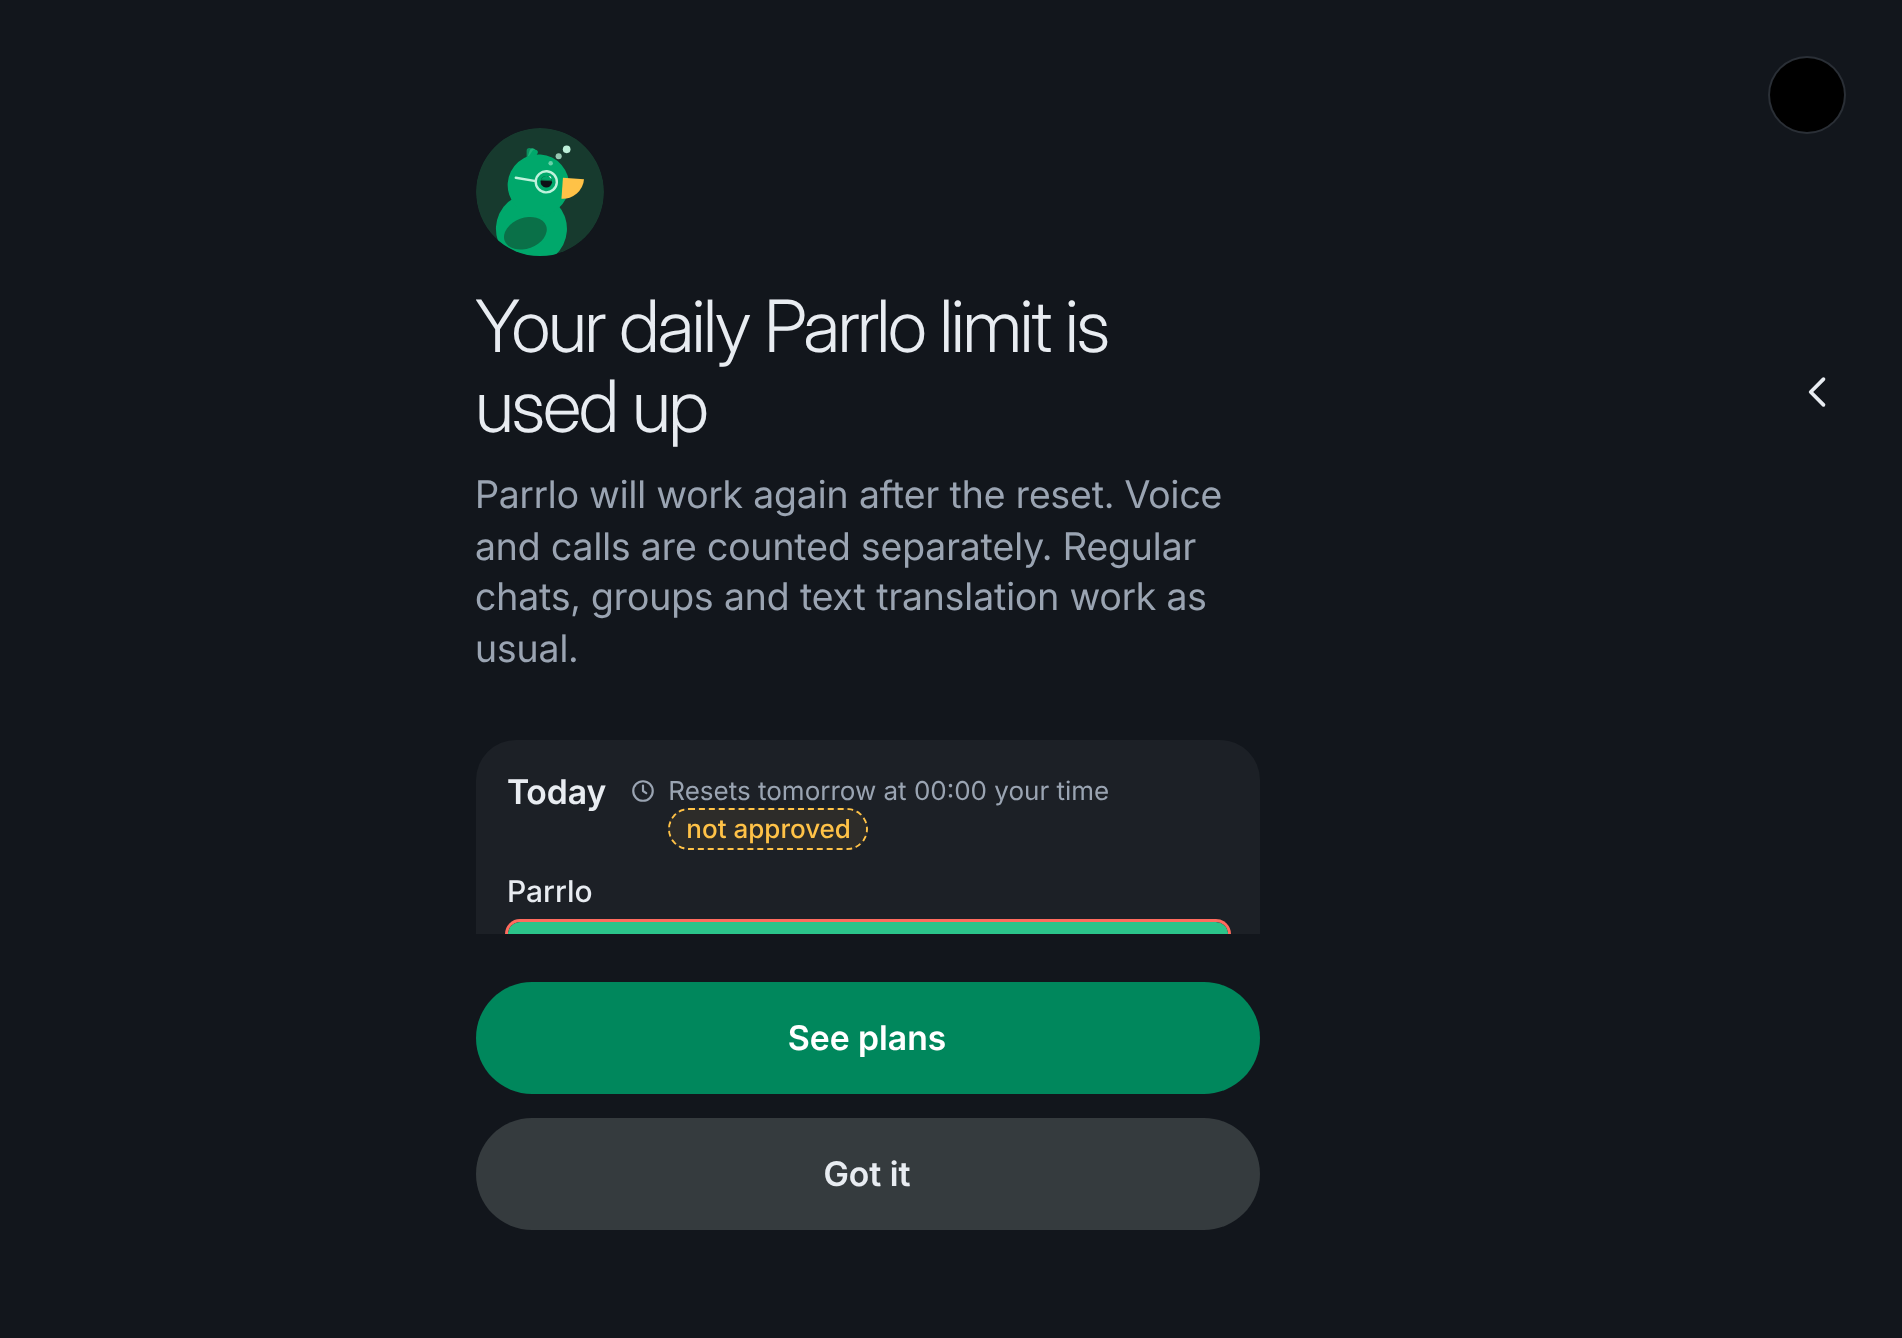 Your daily Parrlo limit is
used up
Parrlo will work again after the reset. Voice
and calls are counted separately. Regular
chats, groups and text translation work as
usual.
Today Resets tomorrow at 00:00 your time
not approved
Parrlo
See plans
Got it